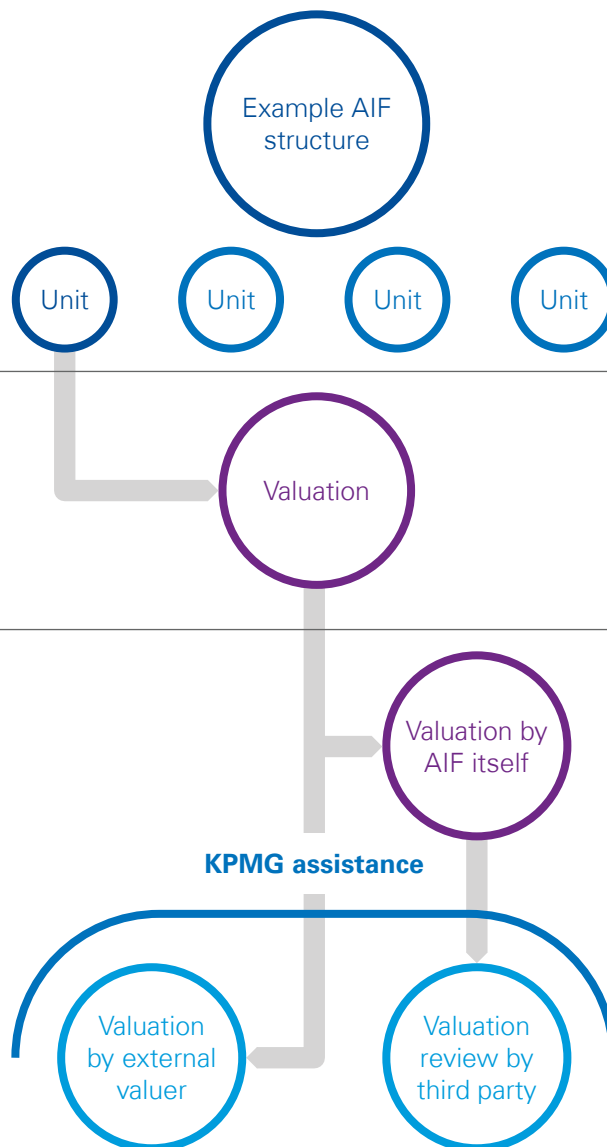 Example AIF
structure
Unit
Unit
Unit
Unit
Valuation
Valuation by
AIF itself
KPMG assistance
Valuation
by external
valuer
Valuation
review by
third party